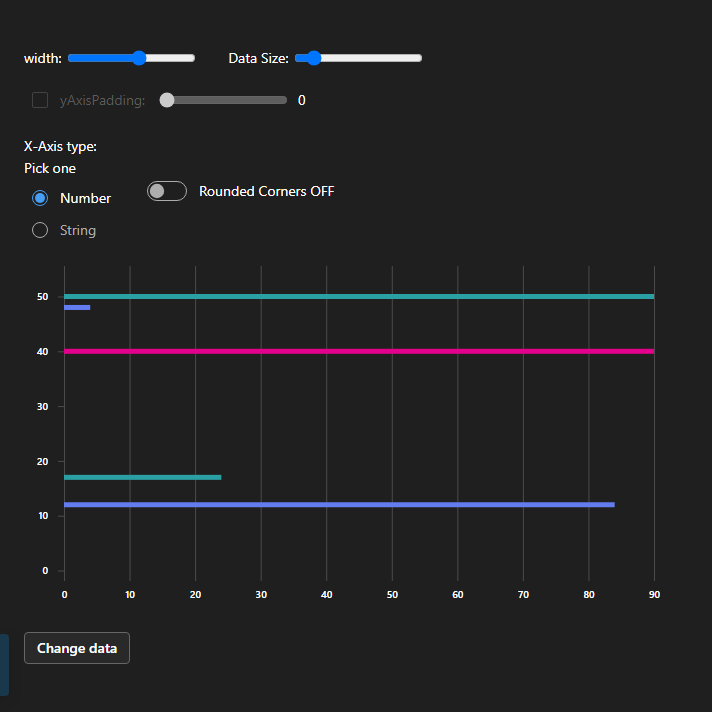 width: Data Size:
yAxisPadding: 0
X-Axis type:
Pick one
Number Rounded Corners OFF
String
50
40
30
20
10
0
0 10 20 30 40 50 60 70 80 90
Change data